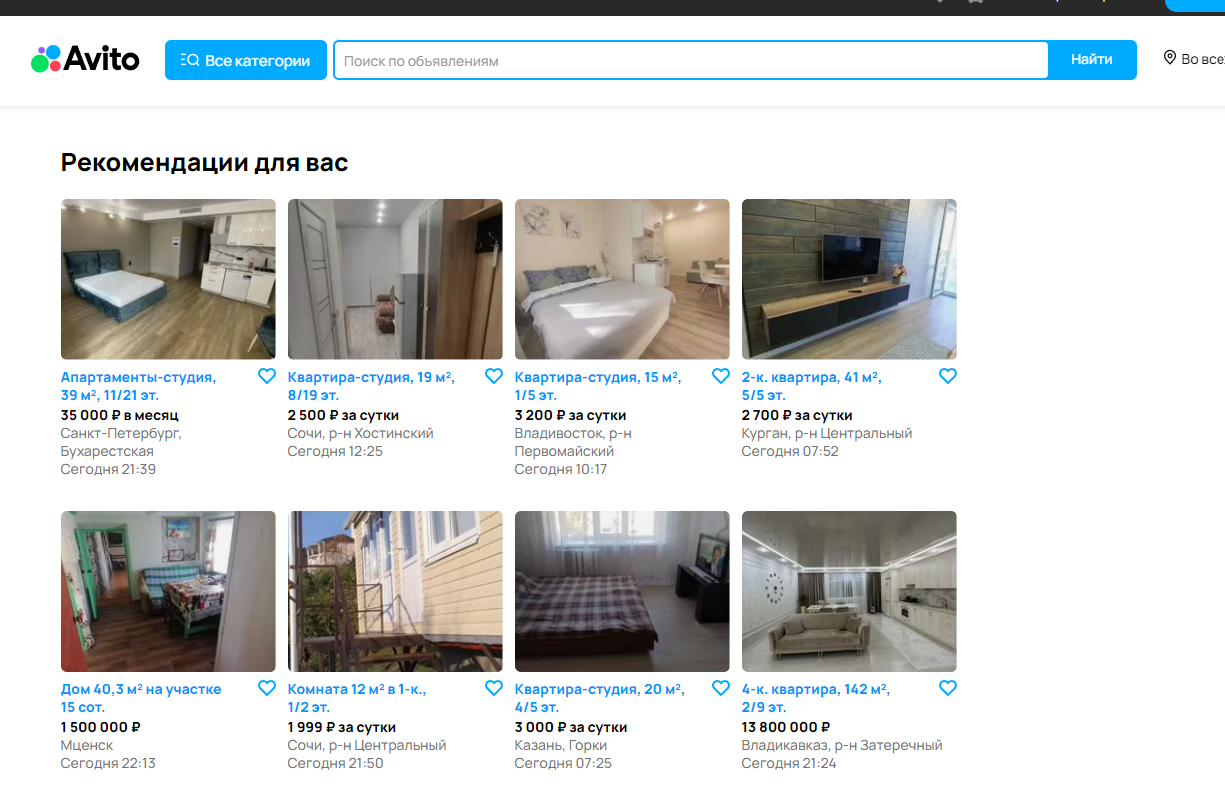 Avito
Все категории
Поиск по объявлениям
Найти
Во все
Рекомендации для вас
Апартаменты-студия,
39 м², 11/21 эт.
35 000 ₽ в месяц
Санкт-Петербург,
Бухарестская
Сегодня 21:39
Квартира-студия, 19 м²,
8/19 эт.
2 500 ₽ за сутки
Сочи, р-н Хостинский
Сегодня 12:25
Квартира-студия, 15 м²,
1/5 эт.
3 200 ₽ за сутки
Владивосток, р-н
Первомайский
Сегодня 10:17
2-к. квартира, 41 м²,
5/5 эт.
2 700 ₽ за сутки
Курган, р-н Центральный
Сегодня 07:52
Дом 40,3 м² на участке
15 сот.
1 500 000 ₽
Мценск
Сегодня 22:13
Комната 12 м² в 1-к.,
1/2 эт.
1 999 ₽ за сутки
Сочи, р-н Центральный
Сегодня 21:50
Квартира-студия, 20 м²,
4/5 эт.
3 000 ₽ за сутки
Казань, Горки
Сегодня 07:25
4-к. квартира, 142 м²,
2/9 эт.
13 800 000 ₽
Владикавказ, р-н Затеречный
Сегодня 21:24